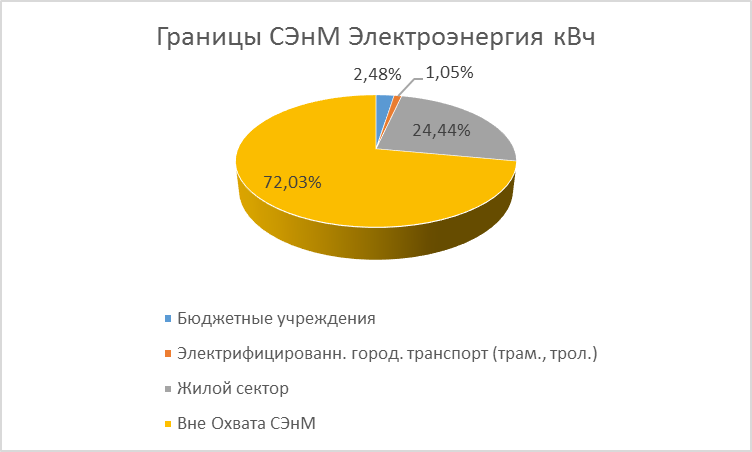 Границы СЭнМ Электроэнергия кВч
2,48%
1,05%
24,44%
72,03%
Бюджетные учреждения
Электрифицированн. город. транспорт (трам., трол.)
Жилой сектор
Вне Охвата СЭнМ